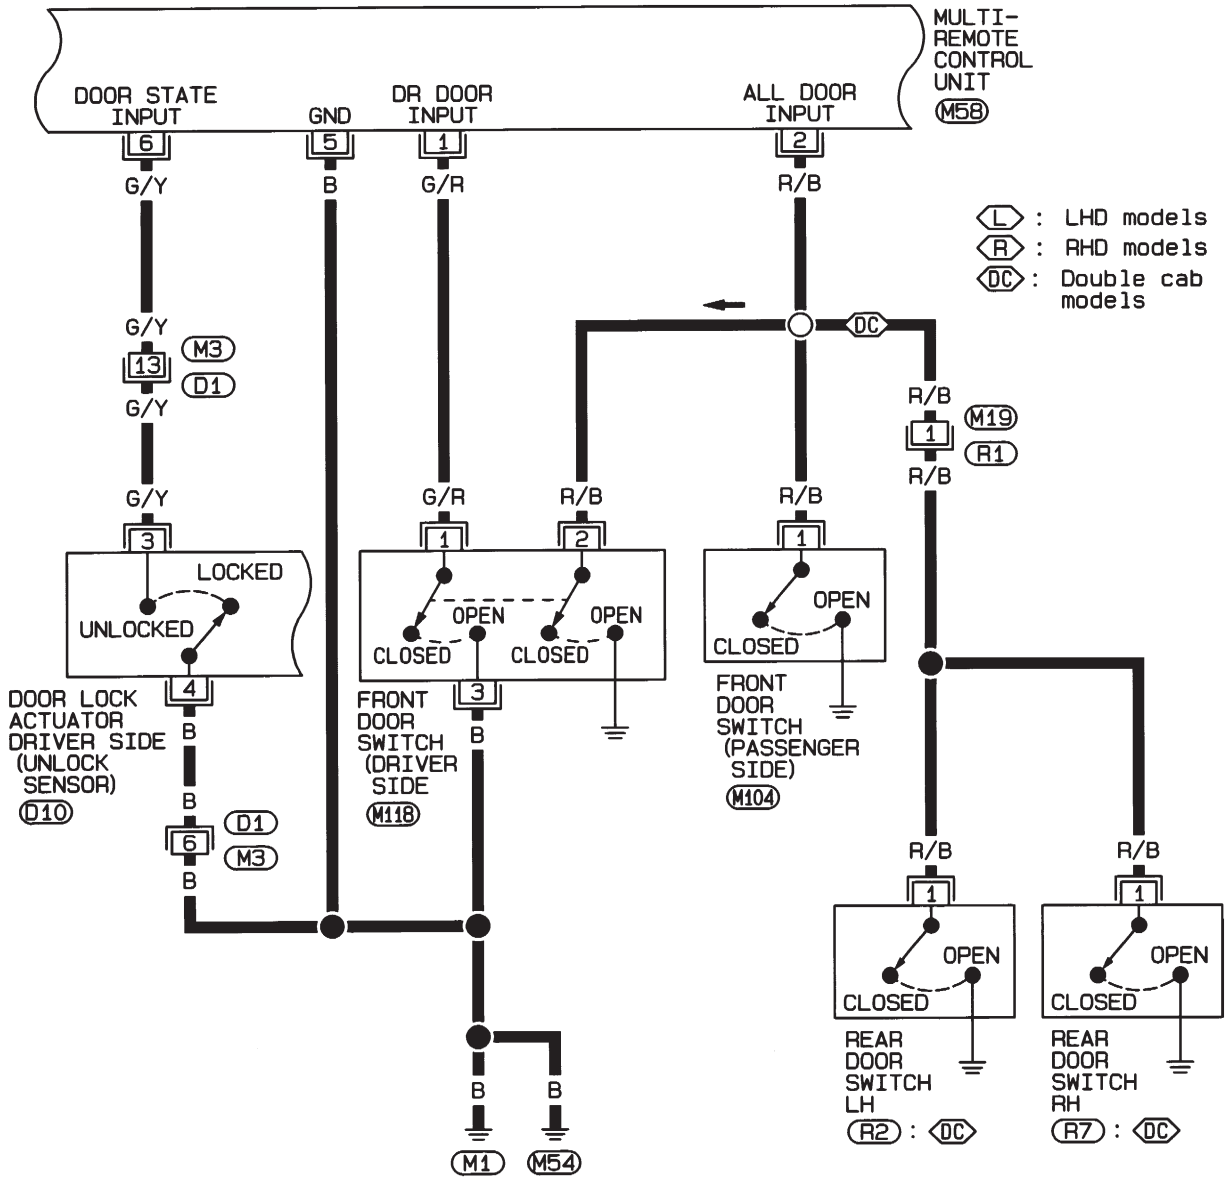 MULTI-
REMOTE
CONTROL
UNIT
M58
DOOR STATE
INPUT
GND
DR DOOR
INPUT
ALL DOOR
INPUT
6
5
1
2
G/Y
B
G/R
R/B
L : LHD models
R : RHD models
DC : Double cab
models
G/Y
13
M3
D1
G/Y
DC
R/B
1
M19
R1
R/B
G/Y
G/R
R/B
R/B
3
1
2
1
LOCKED
UNLOCKED
OPEN
CLOSED
OPEN
CLOSED
OPEN
CLOSED
4
3
DOOR LOCK
ACTUATOR
DRIVER SIDE
(UNLOCK
SENSOR)
D10
B
B
6
D1
M3
B
FRONT
DOOR
SWITCH
(DRIVER
SIDE
M118
B
FRONT
DOOR
SWITCH
(PASSENGER
SIDE)
M104
R/B
R/B
1
1
OPEN
CLOSED
OPEN
CLOSED
REAR
DOOR
SWITCH
LH
R2 : DC
REAR
DOOR
SWITCH
RH
R7 : DC
B
B
M1
M54